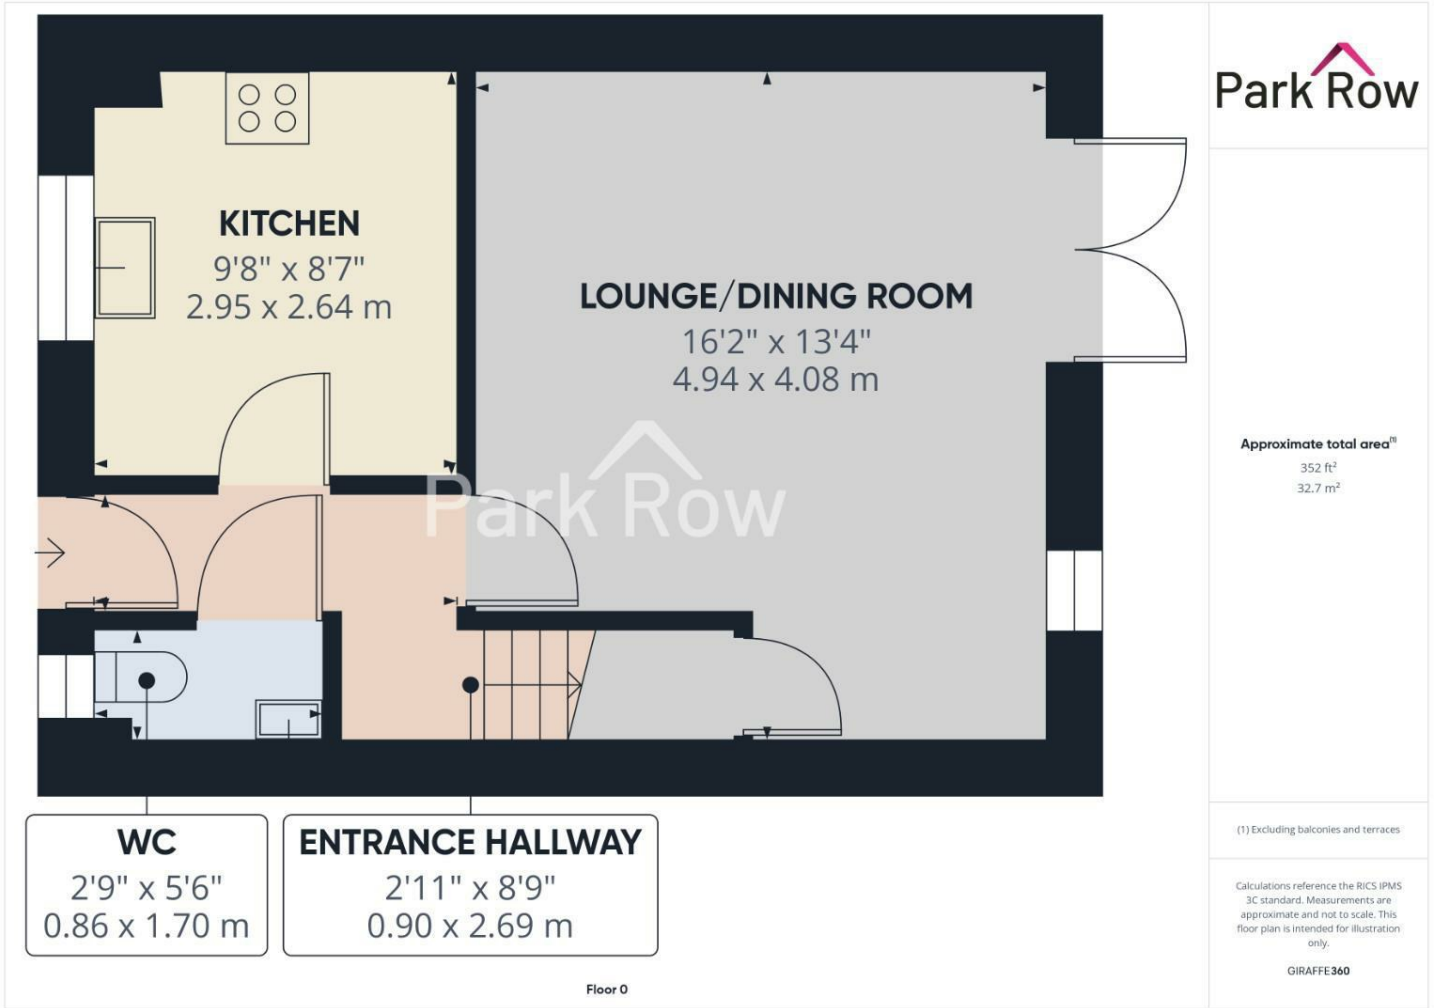 KITCHEN
9'8" x 8'7"
2.95 x 2.64 m
LOUNGE/DINING ROOM
16'2" x 13'4"
4.94 x 4.08 m
Park Row
WC
2'9" x 5'6"
0.86 x 1.70 m
ENTRANCE HALLWAY
2'11" x 8'9"
0.90 x 2.69 m
Floor 0
Park Row
Approximate total area(1)
352 ft²
32.7 m²
(1) Excluding balconies and terraces
Calculations reference the RICS IPMS
3C standard. Measurements are
approximate and not to scale. This
floor plan is intended for illustration
only.
GIRAFFE360